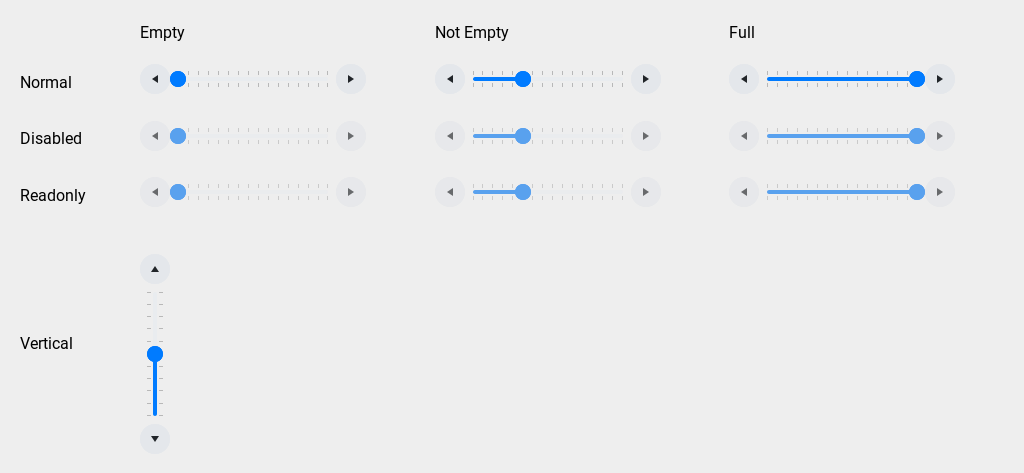 Empty
Not Empty
Full
Normal
Disabled
Readonly
Vertical